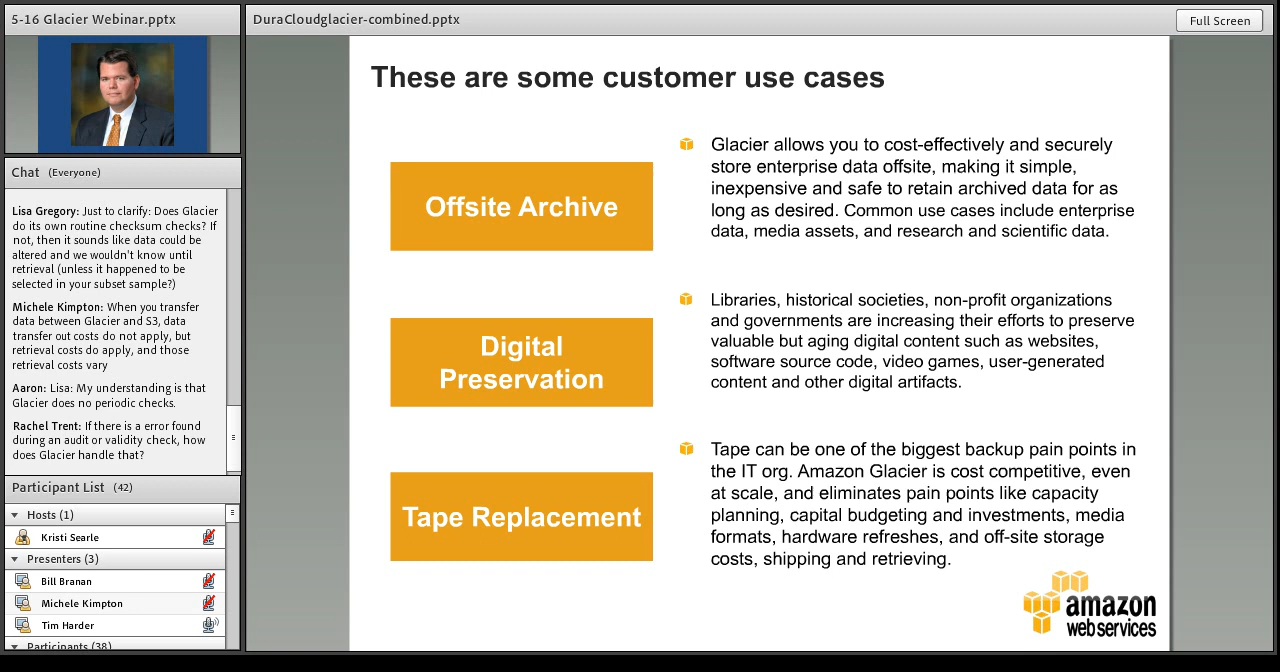 5-16 Glacier Webinar.pptx
Chat (Everyone)
Lisa Gregory: Just to clarify: Does Glacier
do its own routine checksum checks? If
not, then it sounds like data could be
altered and we wouldn't know until
retrieval (unless it happened to be
selected in your subset sample?)
Michele Kimpton: When you transfer
data between Glacier and S3, data
transfer out costs do not apply, but
retrieval costs do apply, and those
retrieval costs vary
Aaron: Lisa: My understanding is that
Glacier does no periodic checks.
Rachel Trent: If there is a error found
during an audit or validity check, how
does Glacier handle that?
Participant List (42)
Hosts (1)
Kristi Searle
Presenters (3)
Bill Branan
Michele Kimpton
Tim Harder
Participants (38)
DuraCloudglacier-combined.pptx
Full Screen
These are some customer use cases
Offsite Archive
Glacier allows you to cost-effectively and securely
store enterprise data offsite, making it simple,
inexpensive and safe to retain archived data for as
long as desired. Common use cases include enterprise
data, media assets, and research and scientific data.
Digital
Preservation
Libraries, historical societies, non-profit organizations
and governments are increasing their efforts to preserve
valuable but aging digital content such as websites,
software source code, video games, user-generated
content and other digital artifacts.
Tape Replacement
Tape can be one of the biggest backup pain points in
the IT org. Amazon Glacier is cost competitive, even
at scale, and eliminates pain points like capacity
planning, capital budgeting and investments, media
formats, hardware refreshes, and off-site storage
costs, shipping and retrieving.
amazon
web services